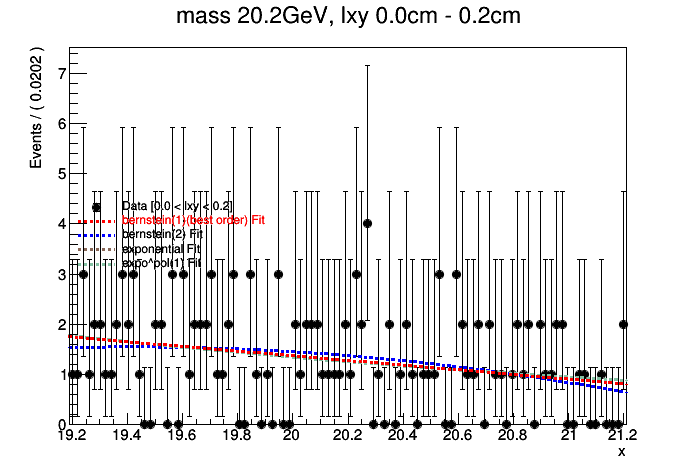 mass 20.2GeV, lxy 0.0cm - 0.2cm
Events / ( 0.0202 )
7
6
5
4
3
2
1
0
Data [0.0 < lxy < 0.2]
bernstein(1)(best order) Fit
bernstein(2) Fit
exponential Fit
expo^pol(1) Fit
19.2 19.4 19.6 19.8 20 20.2 20.4 20.6 20.8 21 21.2
x